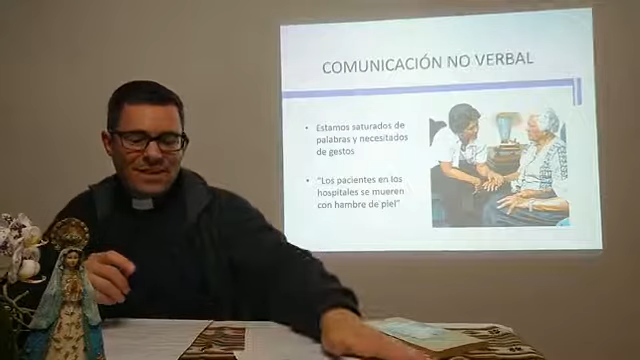 COMUNICACIÓN NO VERBAL
• Estamos saturados de
palabras y necesitados
de gestos
• "Los pacientes en los
hospitales se mueren
con hambre de piel"